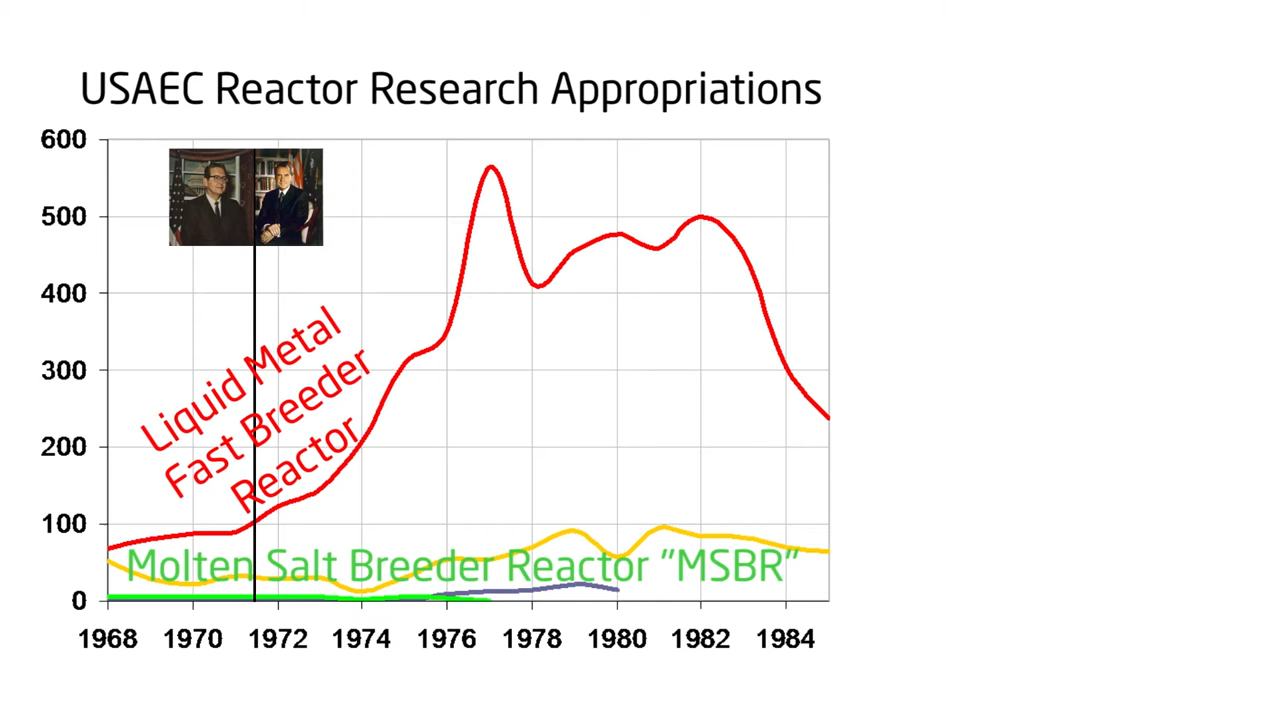 USAEC Reactor Research Appropriations
600
500
400
300
200
100
0
Liquid Metal
Fast Breeder
Reactor
Molten Salt Breeder Reactor "MSBR"
1968 1970 1972 1974 1976 1978 1980 1982 1984